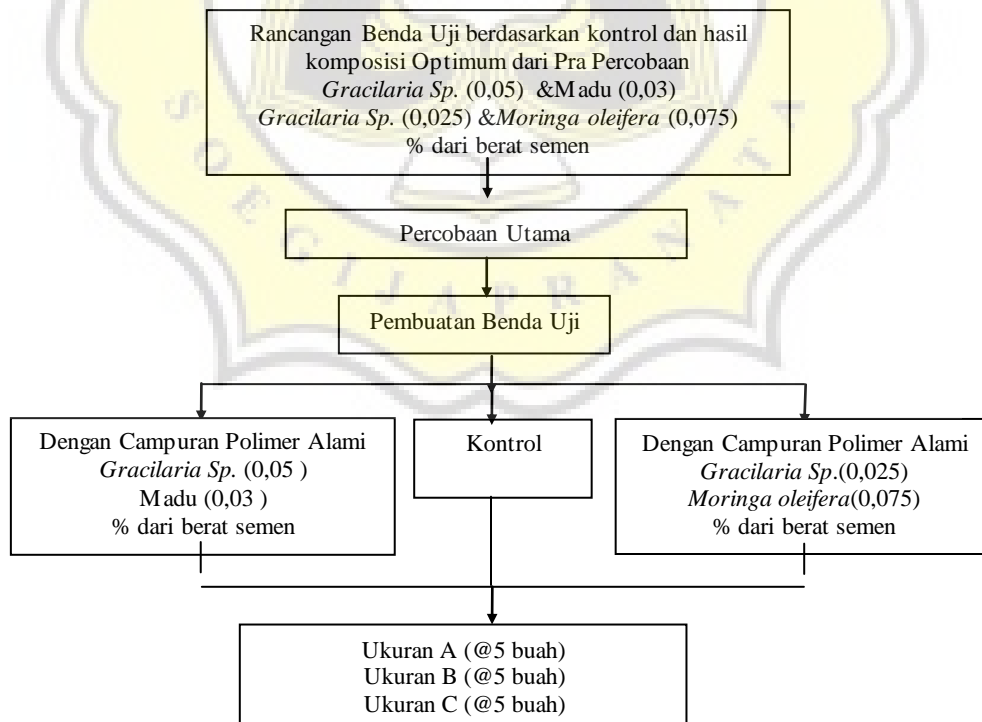 Rancangan Benda Uji berdasarkan kontrol dan hasil
komposisi Optimum dari Pra Percobaan
Gracilaria Sp. (0,05) &Madu (0,03)
Gracilaria Sp. (0,025) &Moringa oleifera (0,075)
% dari berat semen
SOEGIJAPRANATA
Percobaan Utama
Pembuatan Benda Uji
Dengan Campuran Polimer Alami
Gracilaria Sp. (0,05 )
Madu (0,03 )
% dari berat semen
Kontrol
Dengan Campuran Polimer Alami
Gracilaria Sp.(0,025)
Moringa oleifera(0,075)
% dari berat semen
Ukuran A (@5 buah)
Ukuran B (@5 buah)
Ukuran C (@5 buah)